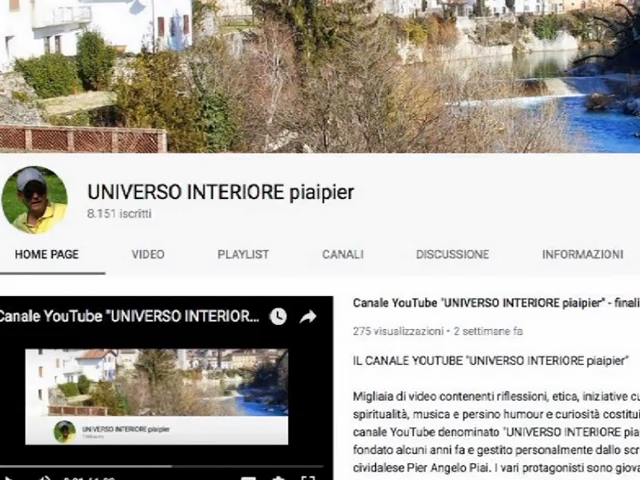 UNIVERSO INTERIORE piaipier
8.151 iscritti
HOME PAGE VIDEO PLAYLIST CANALI DISCUSSIONE INFORMAZIONI
Canale YouTube "UNIVERSO INTERIOR...
UNIVERSO INTERIORE piaipier
Canale YouTube "UNIVERSO INTERIORE piaipier" - finali
275 visualizzazioni • 2 settimane fa
IL CANALE YOUTUBE "UNIVERSO INTERIORE piaipier"
Migliaia di video contenenti riflessioni, etica, iniziative cu
spiritualità, musica e persino humour e curiosità costitui
canale YouTube denominato "UNIVERSO INTERIORE pia
fondato alcuni anni fa e gestito personalmente dallo scr
cividalese Pier Angelo Piai. I vari protagonisti sono giova